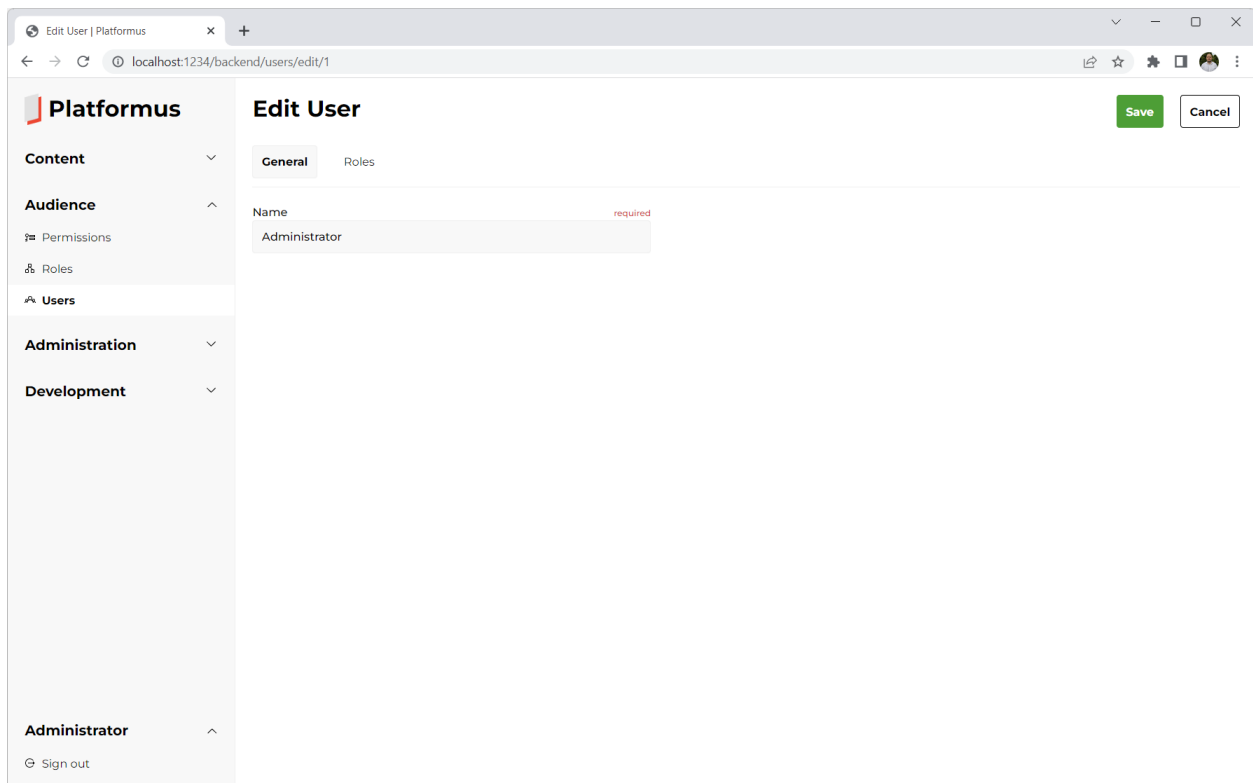 Edit User | Platformus
localhost:1234/backend/users/edit/1
Platformus
Content
Audience
Permissions
Roles
Users
Administration
Development
Administrator
Sign out
Edit User
Save
Cancel
General Roles
Name required
Administrator